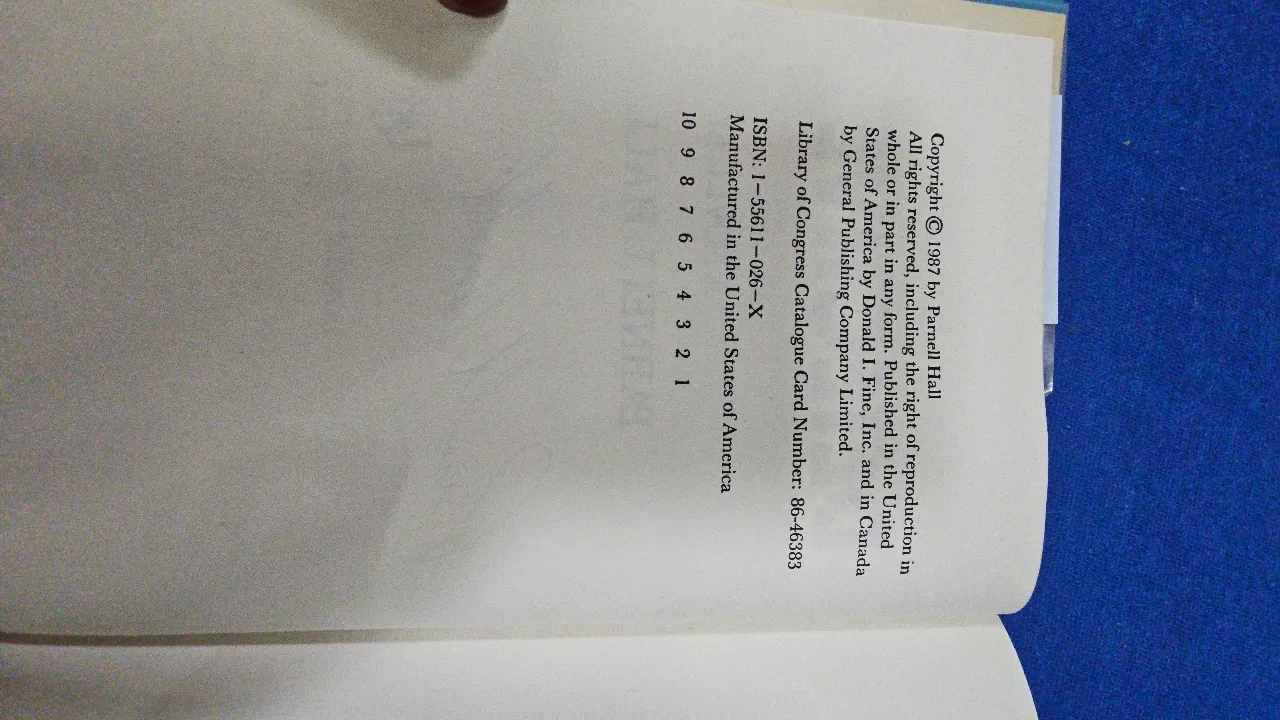 Copyright © 1987 by Parnell Hall
All rights reserved, including the right of reproduction in
whole or in part in any form. Published in the United
States of America by Donald I. Fine, Inc. and in Canada
by General Publishing Company Limited.
Library of Congress Catalogue Card Number: 86-46383
ISBN: 1-55611-026-X
Manufactured in the United States of America
10 9 8 7 6 5 4 3 2 1